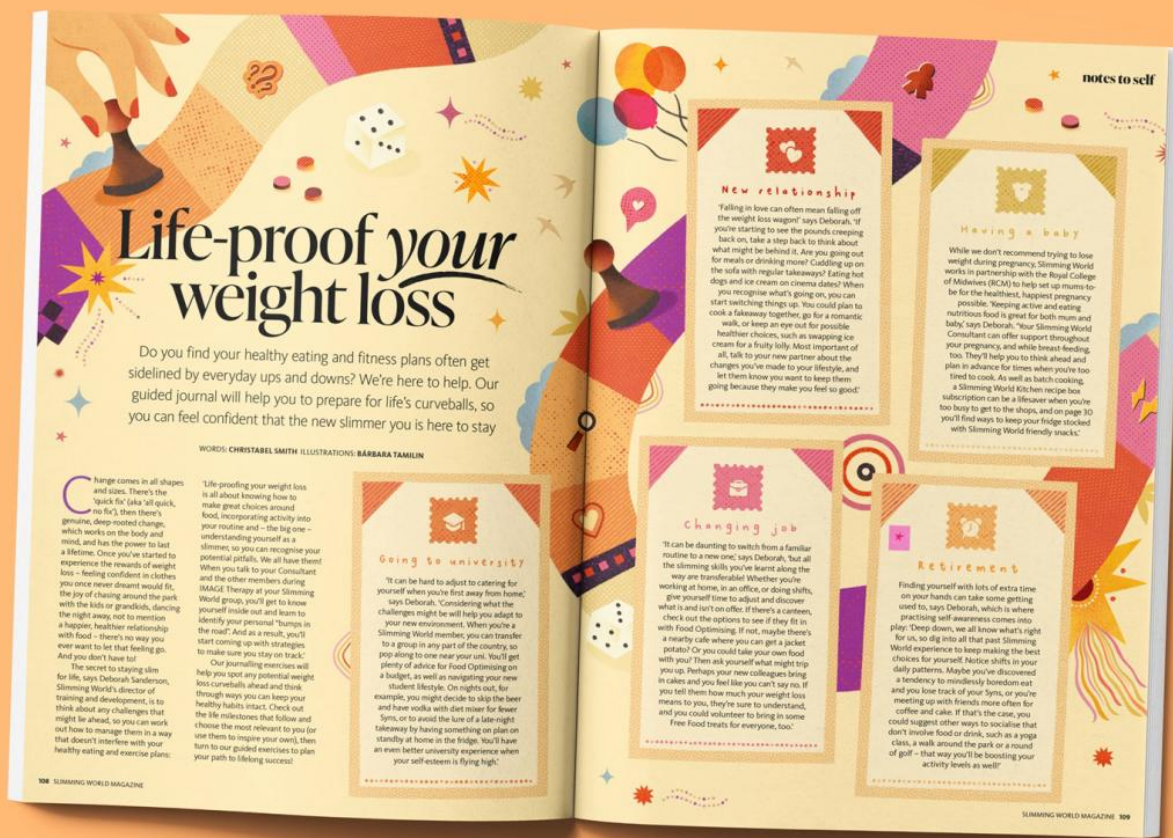 Life-proof your
weight loss
Do you find your healthy eating and fitness plans often get
sidelined by everyday ups and downs? We're here to help. Our
guided journal will help you to prepare for life's curveballs, so
you can feel confident that the new slimmer you is here to stay
WORDS: CHRISTABEL SMITH ILLUSTRATIONS: BÁRBARA TAMILIN
Change comes in all shapes
and sizes. There's the
'quick fix' (aka 'all quick,
no fix'), then there's
genuine, deep-rooted change,
which works on the body and
mind, and has the power to last
a lifetime. Once you've started to
experience the rewards of weight
loss – feeling confident in clothes
you once never dreamt would fit,
the joy of chasing around the park
with the kids or grandkids, dancing
the night away, not to mention
a happier, healthier relationship
with food – there's no way you
ever want to let that feeling go.
And you don't have to!
The secret to staying slim
for life, says Deborah Sanderson,
Slimming World's director of
training and development, is to
think about any challenges that
might lie ahead, so you can work
out how to manage them in a way
that doesn't interfere with your
healthy eating and exercise plans:
'Life-proofing your weight loss
is all about knowing how to
make great choices around
food, incorporating activity into
your routine and – the big one –
understanding yourself as a
slimmer, so you can recognise your
potential pitfalls. We all have them!
When you talk to your Consultant
and the other members during
IMAGE Therapy at your Slimming
World group, you'll get to know
yourself inside out and learn to
identify your personal "bumps in
the road". And as a result, you'll
start coming up with strategies
to make sure you stay on track.'
Our journalling exercises will
help you spot any potential weight
loss curveballs ahead and think
through ways you can keep your
healthy habits intact. Check out
the life milestones that follow and
choose the most relevant to you (or
use them to inspire your own), then
turn to our guided exercises to plan
your path to lifelong success!
Going to university
'It can be hard to adjust to catering for
yourself when you're first away from home,'
says Deborah. 'Considering what the
challenges might be will help you adapt to
your new environment. When you're a
Slimming World member, you can transfer
to a group in any part of the country, so
pop along to one near your uni. You'll get
plenty of advice for Food Optimising on
a budget, as well as navigating your new
student lifestyle. On nights out, for
example, you might decide to skip the beer
and have vodka with diet mixer for fewer
Syns, or to avoid the lure of a late-night
takeaway by having something on plan on
standby at home in the fridge. You'll have
an even better university experience when
your self-esteem is flying high.'
108 SLIMMING WORLD MAGAZINE
notes to self
New relationship
'Falling in love can often mean falling off
the weight loss wagon!' says Deborah. 'If
you're starting to see the pounds creeping
back on, take a step back to think about
what might be behind it. Are you going out
for meals or drinking more? Cuddling up on
the sofa with regular takeaways? Eating hot
dogs and ice cream on cinema dates? When
you recognise what's going on, you can
start switching things up. You could plan to
cook a fakeaway together, go for a romantic
walk, or keep an eye out for possible
healthier choices, such as swapping ice
cream for a fruity lolly. Most important of
all, talk to your new partner about the
changes you've made to your lifestyle, and
let them know you want to keep them
going because they make you feel so good.'
Having a baby
While we don't recommend trying to lose
weight during pregnancy, Slimming World
works in partnership with the Royal College
of Midwives (RCM) to help set up mums-to-
be for the healthiest, happiest pregnancy
possible. 'Keeping active and eating
nutritious food is great for both mum and
baby,' says Deborah. 'Your Slimming World
Consultant can offer support throughout
your pregnancy, and while breast-feeding,
too. They'll help you to think ahead and
plan in advance for times when you're too
tired to cook. As well as batch cooking,
a Slimming World Kitchen recipe box
subscription can be a lifesaver when you're
too busy to get to the shops, and on page 30
you'll find ways to keep your fridge stocked
with Slimming World friendly snacks.'
Changing job
'It can be daunting to switch from a familiar
routine to a new one,' says Deborah, 'but all
the slimming skills you've learnt along the
way are transferable! Whether you're
working at home, in an office, or doing shifts,
give yourself time to adjust and discover
what is and isn't on offer. If there's a canteen,
check out the options to see if they fit in
with Food Optimising. If not, maybe there's
a nearby cafe where you can get a jacket
potato? Or could you take your own food
with you? Then ask yourself what might trip
you up. Perhaps your new colleagues bring
in cakes and you feel like you can't say no. If
you tell them how much your weight loss
means to you, they're sure to understand,
and you could volunteer to bring in some
Free Food treats for everyone, too.'
Retirement
Finding yourself with lots of extra time
on your hands can take some getting
used to, says Deborah, which is where
practising self-awareness comes into
play: 'Deep down, we all know what's right
for us, so dig into all that past Slimming
World experience to keep making the best
choices for yourself. Notice shifts in your
daily patterns. Maybe you've discovered
a tendency to mindlessly boredom eat
and you lose track of your Syns, or you're
meeting up with friends more often for
coffee and cake. If that's the case, you
could suggest other ways to socialise that
don't involve food or drink, such as a yoga
class, a walk around the park or a round
of golf – that way you'll be boosting your
activity levels as well!'
SLIMMING WORLD MAGAZINE 109